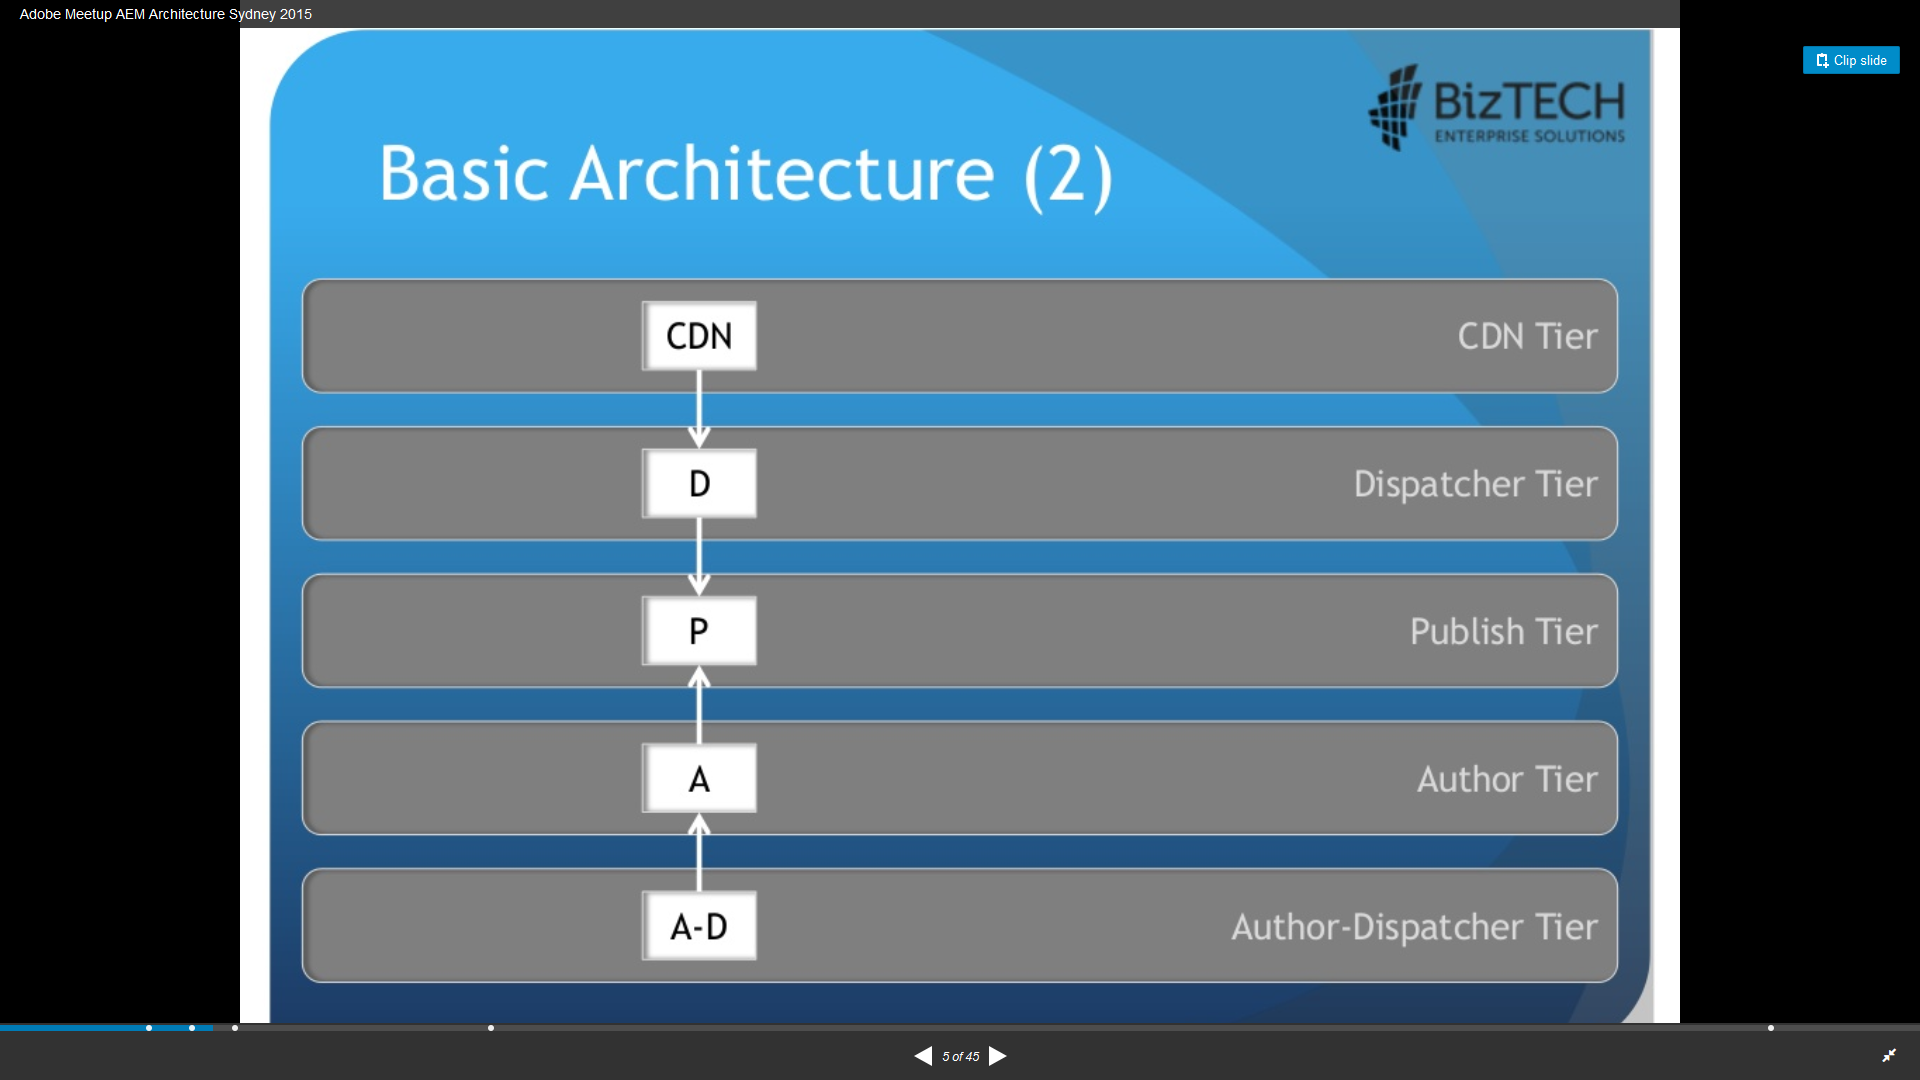 Adobe Meetup AEM Architecture Sydney 2015
Clip slide
BizTECH
ENTERPRISE SOLUTIONS
Basic Architecture (2)
CDN
CDN Tier
D
Dispatcher Tier
P
Publish Tier
A
Author Tier
A-D
Author-Dispatcher Tier
5 of 45